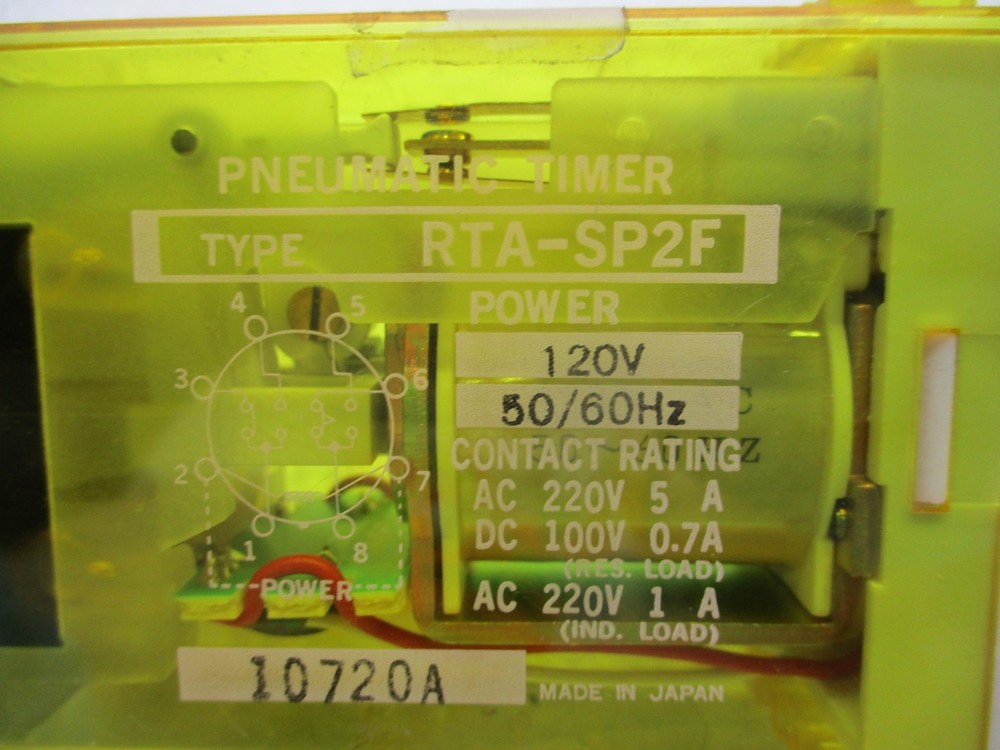 PNEUMATIC TIMER
TYPE RTA-SP2F
POWER
120V
50/60Hz
CONTACT RATING
AC 220V 5 A
DC 100V 0.7A
(RES. LOAD)
AC 220V 1 A
(IND. LOAD)
4 5
3 6
2 7
1 8
POWER
10720A
MADE IN JAPAN